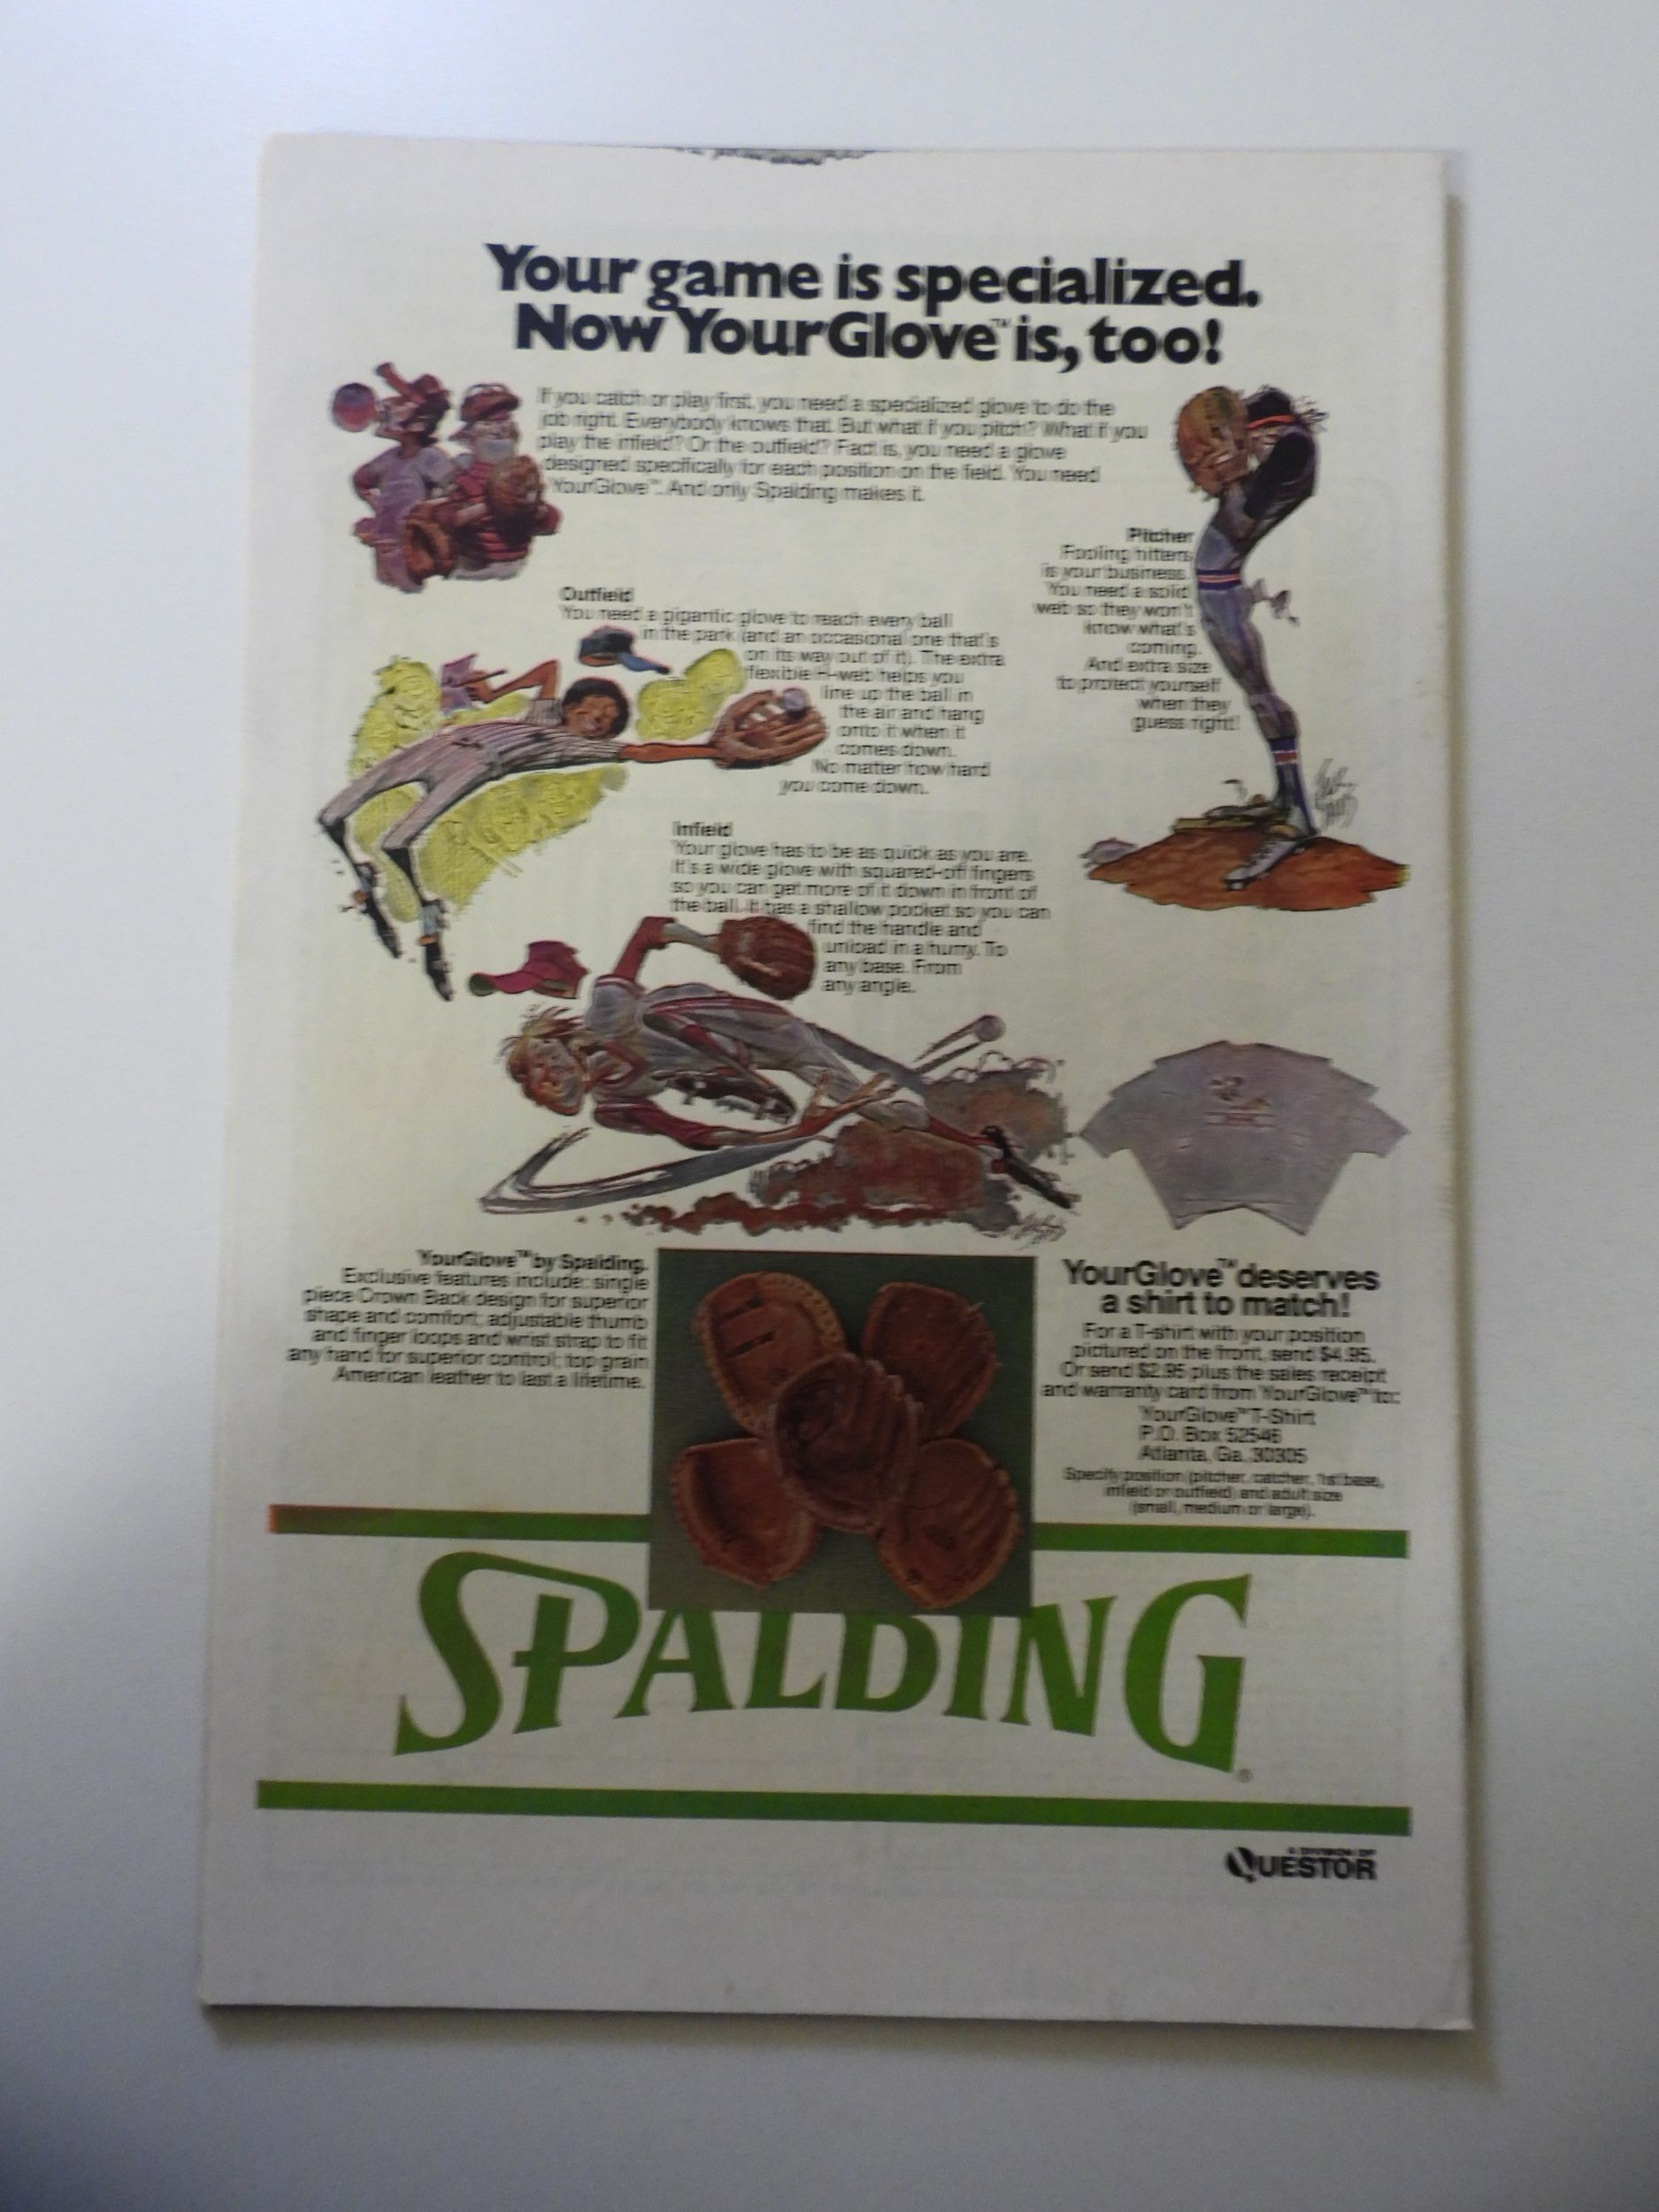 Your game is specialized.
Now YourGlove™ is, too!
If you catch or play first, you need a specialized glove to do the
job right. Everybody knows that. But what if you pitch? What if you
play the infield? Or the outfield? Fact is, you need a glove
designed specifically for each position on the field. You need
YourGlove™. And only Spalding makes it.
Pitcher
Fooling hitters
is your business.
You need a solid
web so they won't
know what's
coming.
And extra size
to protect yourself
when they
guess right!
Outfield
You need a gigantic glove to reach every ball
in the park (and an occasional one that's
on its way out of it). The extra
flexible H-web helps you
line up the ball in
the air and hang
onto it when it
comes down.
No matter how hard
you come down.
Infield
Your glove has to be as quick as you are.
It's a wide glove with squared-off fingers
so you can get more of it down in front of
the ball. It has a shallow pocket so you can
find the handle and
unload in a hurry. To
any base. From
any angle.
YourGlove™ by Spalding.
Exclusive features include: single
piece Crown Back design for superior
shape and comfort; adjustable thumb
and finger loops and wrist strap to fit
any hand for superior control; top grain
American leather to last a lifetime.
YourGlove™ deserves
a shirt to match!
For a T-shirt with your position
pictured on the front, send $4.95.
Or send $2.95 plus the sales receipt
and warranty card from YourGlove™ to:
YourGlove™ T-Shirt
P.O. Box 52546
Atlanta, Ga. 30305
Specify position (pitcher, catcher, 1st base,
infield or outfield) and adult size
(small, medium or large).
SPALDING®
A DIVISION OF
QUESTOR